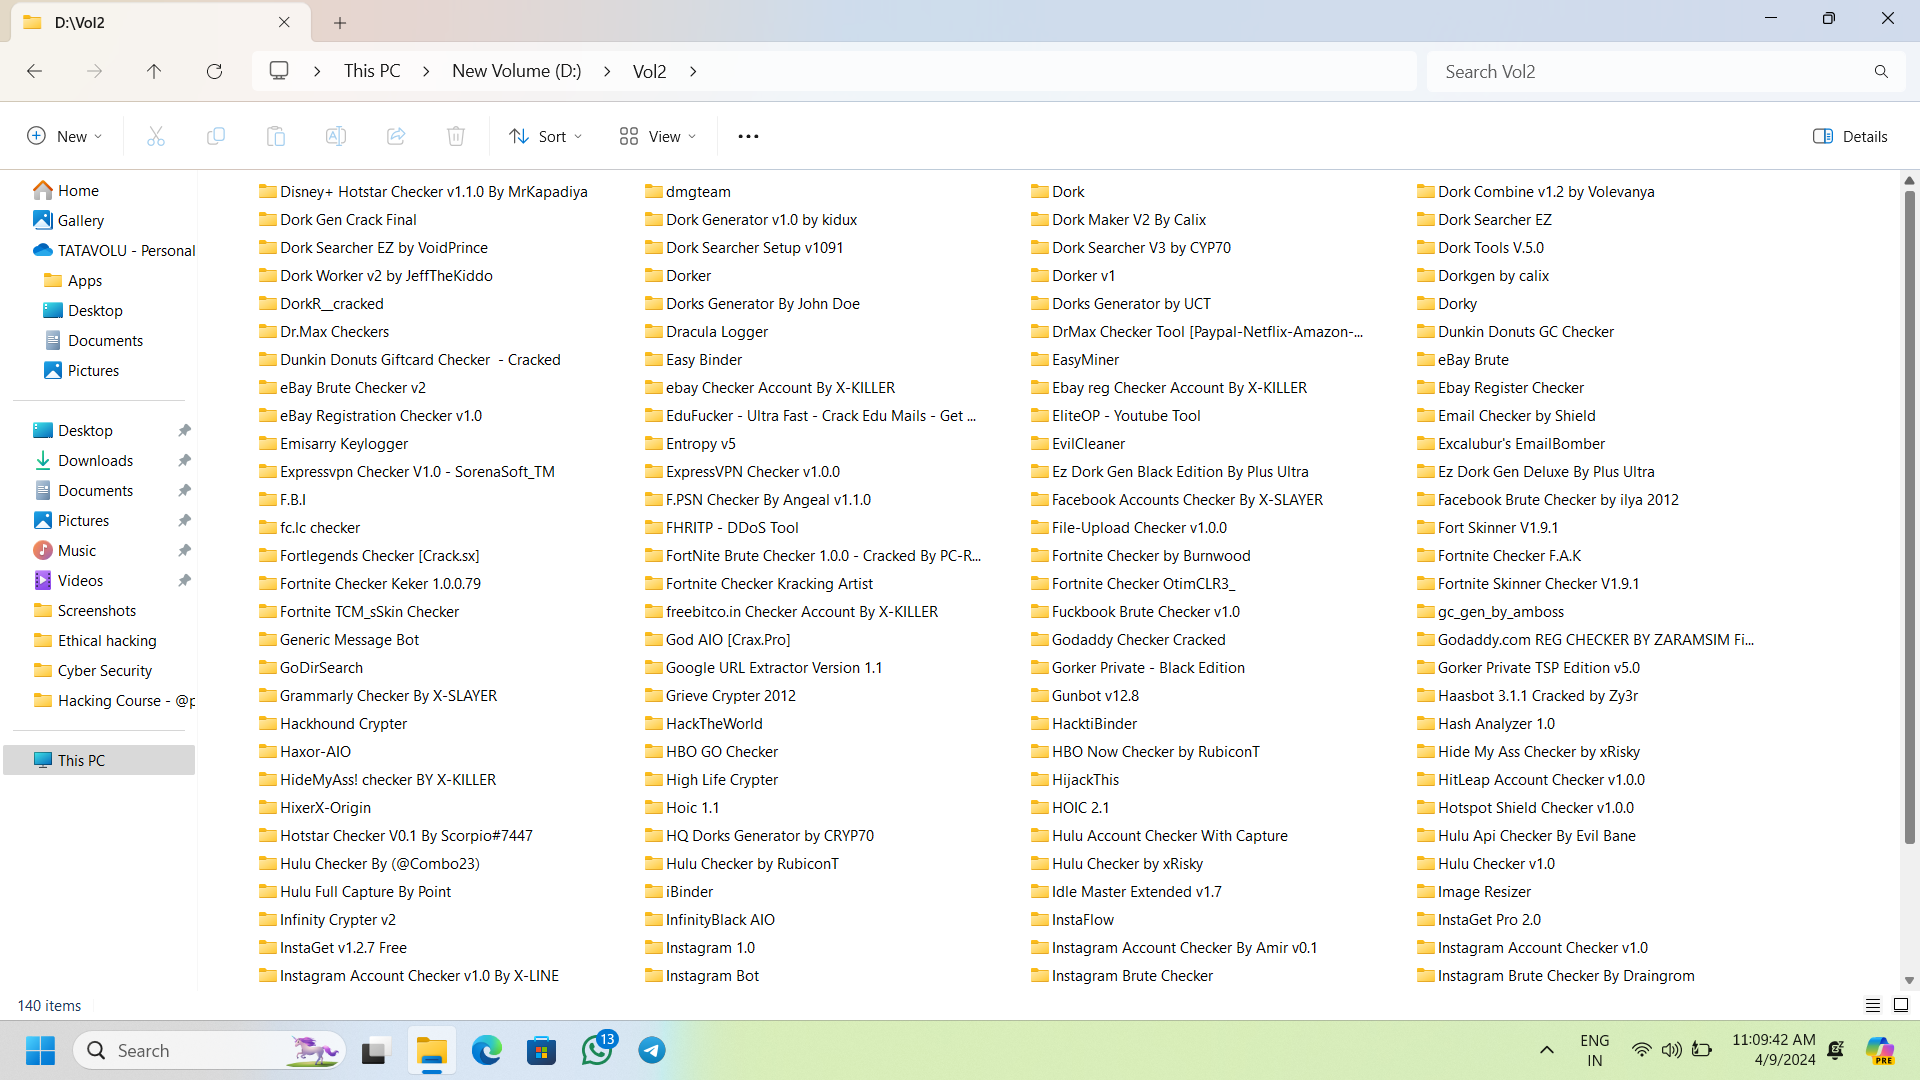 D:\Vol2
This PC
New Volume (D:)
Vol2
Search Vol2
New
Sort
View
Details
Home
Gallery
TATAVOLU - Personal
Apps
Desktop
Documents
Pictures
Desktop
Downloads
Documents
Pictures
Music
Videos
Screenshots
Ethical hacking
Cyber Security
Hacking Course - @p
This PC
Disney+ Hotstar Checker v1.1.0 By MrKapadiya dmgteam Dork Dork Combine v1.2 by Volevanya
Dork Gen Crack Final Dork Generator v1.0 by kidux Dork Maker V2 By Calix Dork Searcher EZ
Dork Searcher EZ by VoidPrince Dork Searcher Setup v1091 Dork Searcher V3 by CYP70 Dork Tools V.5.0
Dork Worker v2 by JeffTheKiddo Dorker Dorker v1 Dorkgen by calix
DorkR__cracked Dorks Generator By John Doe Dorks Generator by UCT Dorky
Dr.Max Checkers Dracula Logger DrMax Checker Tool [Paypal-Netflix-Amazon-... Dunkin Donuts GC Checker
Dunkin Donuts Giftcard Checker - Cracked Easy Binder EasyMiner eBay Brute
eBay Brute Checker v2 ebay Checker Account By X-KILLER Ebay reg Checker Account By X-KILLER Ebay Register Checker
eBay Registration Checker v1.0 EduFucker - Ultra Fast - Crack Edu Mails - Get ... EliteOP - Youtube Tool Email Checker by Shield
Emisarry Keylogger Entropy v5 EvilCleaner Excalubur's EmailBomber
Expressvpn Checker V1.0 - SorenaSoft_TM ExpressVPN Checker v1.0.0 Ez Dork Gen Black Edition By Plus Ultra Ez Dork Gen Deluxe By Plus Ultra
F.B.I F.PSN Checker By Angeal v1.1.0 Facebook Accounts Checker By X-SLAYER Facebook Brute Checker by ilya 2012
fc.lc checker FHRITP - DDoS Tool File-Upload Checker v1.0.0 Fort Skinner V1.9.1
Fortlegends Checker [Crack.sx] FortNite Brute Checker 1.0.0 - Cracked By PC-R... Fortnite Checker by Burnwood Fortnite Checker F.A.K
Fortnite Checker Keker 1.0.0.79 Fortnite Checker Kracking Artist Fortnite Checker OtimCLR3_ Fortnite Skinner Checker V1.9.1
Fortnite TCM_sSkin Checker freebitco.in Checker Account By X-KILLER Fuckbook Brute Checker v1.0 gc_gen_by_amboss
Generic Message Bot God AIO [Crax.Pro] Godaddy Checker Cracked Godaddy.com REG CHECKER BY ZARAMSIM Fi...
GoDirSearch Google URL Extractor Version 1.1 Gorker Private - Black Edition Gorker Private TSP Edition v5.0
Grammarly Checker By X-SLAYER Grieve Crypter 2012 Gunbot v12.8 Haasbot 3.1.1 Cracked by Zy3r
Hackhound Crypter HackTheWorld HacktiBinder Hash Analyzer 1.0
Haxor-AIO HBO GO Checker HBO Now Checker by RubiconT Hide My Ass Checker by xRisky
HideMyAss! checker BY X-KILLER High Life Crypter HijackThis HitLeap Account Checker v1.0.0
HixerX-Origin Hoic 1.1 HOIC 2.1 Hotspot Shield Checker v1.0.0
Hotstar Checker V0.1 By Scorpio#7447 HQ Dorks Generator by CRYP70 Hulu Account Checker With Capture Hulu Api Checker By Evil Bane
Hulu Checker By (@Combo23) Hulu Checker by RubiconT Hulu Checker by xRisky Hulu Checker v1.0
Hulu Full Capture By Point iBinder Idle Master Extended v1.7 Image Resizer
Infinity Crypter v2 InfinityBlack AIO InstaFlow InstaGet Pro 2.0
InstaGet v1.2.7 Free Instagram 1.0 Instagram Account Checker By Amir v0.1 Instagram Account Checker v1.0
Instagram Account Checker v1.0 By X-LINE Instagram Bot Instagram Brute Checker Instagram Brute Checker By Draingrom
140 items
Search
13
ENG
IN
11:09:42 AM
4/9/2024
PRE